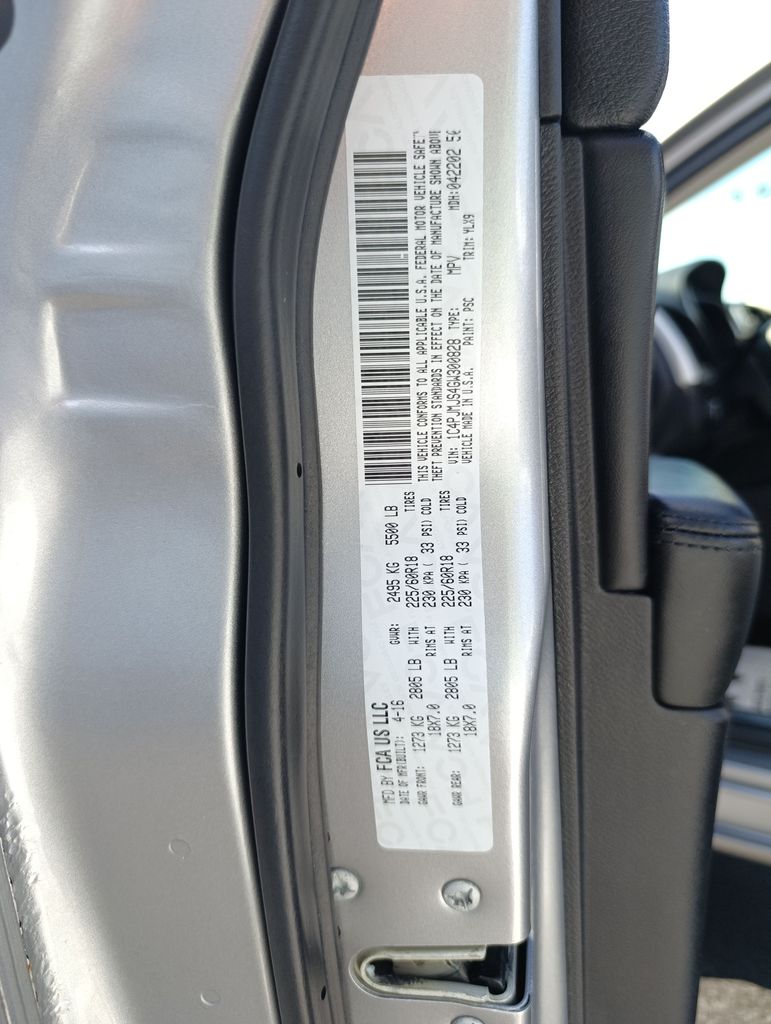 MFD BY FCA US LLC
DATE OF MFR(BUILT): 4-16 GVWR: 2495 KG 5500 LB
GAWR FRONT: 1273 KG 2805 LB WITH 225/60R18 TIRES
18X7.0 RIMS AT 230 KPA ( 33 PSI) COLD
GAWR REAR: 1273 KG 2805 LB WITH 225/60R18 TIRES
18X7.0 RIMS AT 230 KPA ( 33 PSI) COLD
THIS VEHICLE CONFORMS TO ALL APPLICABLE U.S.A. FEDERAL MOTOR VEHICLE
THEFT PREVENTION STANDARDS IN EFFECT ON THE DATE OF MANUFACTURE SHOWN
VIN: 1C4PJMJS4GW300828 TYPE: MPV MDH:042202
VEHICLE MADE IN U.S.A. PAINT: PSC TRIM: YLX9